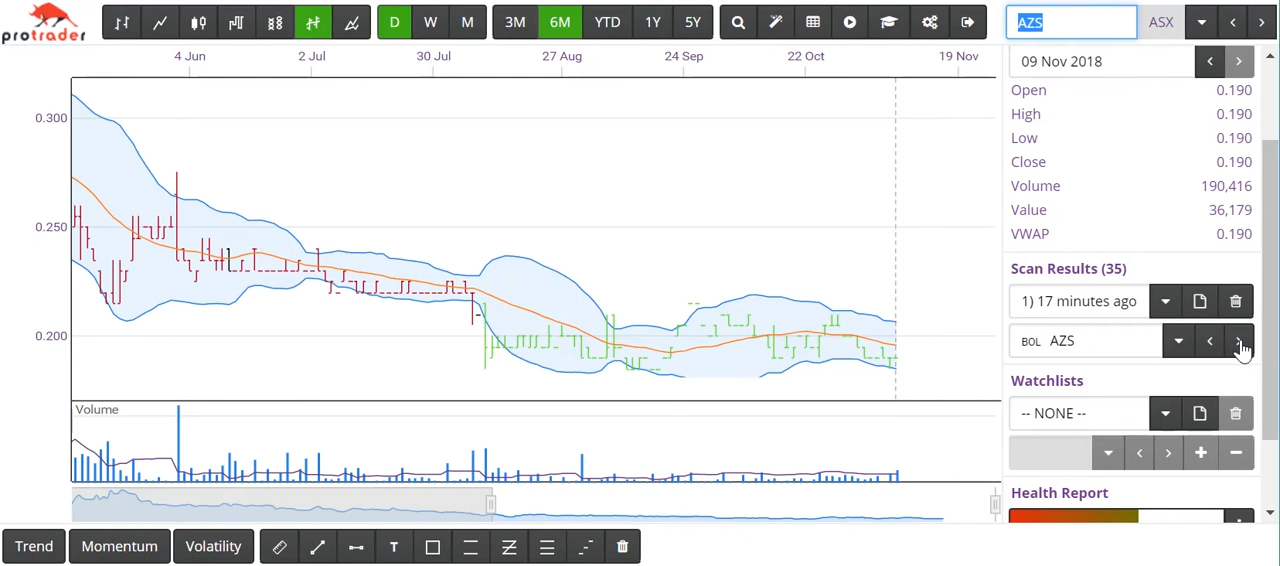 protrader
D W M 3M 6M YTD 1Y 5Y
AZS ASX
4 Jun 2 Jul 30 Jul 27 Aug 24 Sep 22 Oct 19 Nov
0.300
0.250
0.200
Volume
09 Nov 2018
Open 0.190
High 0.190
Low 0.190
Close 0.190
Volume 190,416
Value 36,179
VWAP 0.190
Scan Results (35)
1) 17 minutes ago
BOL AZS
Watchlists
-- NONE --
Health Report
Trend Momentum Volatility T